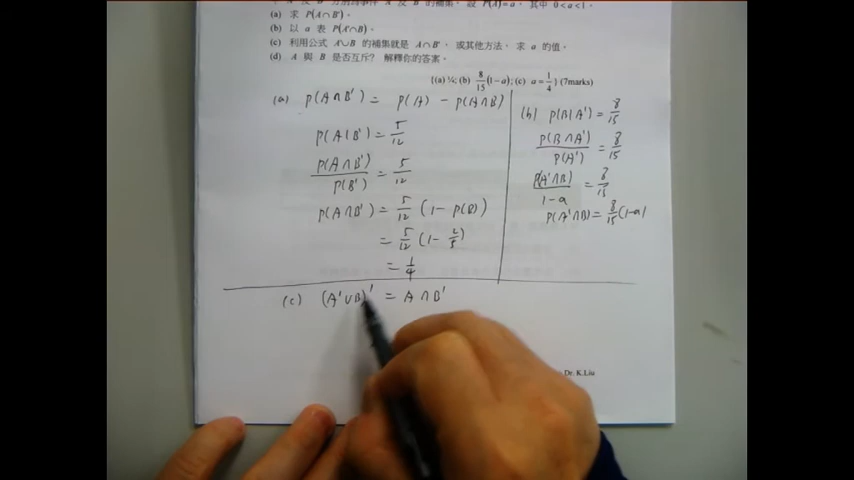 (a) 求 P(A∩B')。
(b) 以 a 表 P(A'∩B)。
(c) 利用公式 A'∪B 的補集就是 A∩B'，或其他方法，求 a 的值。
(d) A 與 B 是否互斥？解釋你的答案。
{(a) ¼; (b) 8/15(1−a); (c) a=1/4} (7marks)
(a) P(A∩B') = P(A) − P(A∩B)
P(A|B') = 5/12
P(A∩B')/P(B') = 5/12
P(A∩B') = 5/12 (1 − P(B))
= 5/12 (1 − 2/5)
= 1/4
(b) P(B|A') = 8/15
P(B∩A')/P(A') = 8/15
P(A'∩B)/1−a = 8/15
P(A'∩B) = 8/15 (1−a)
(c) (A'∪B)' = A∩B'
Dr. K.Liu